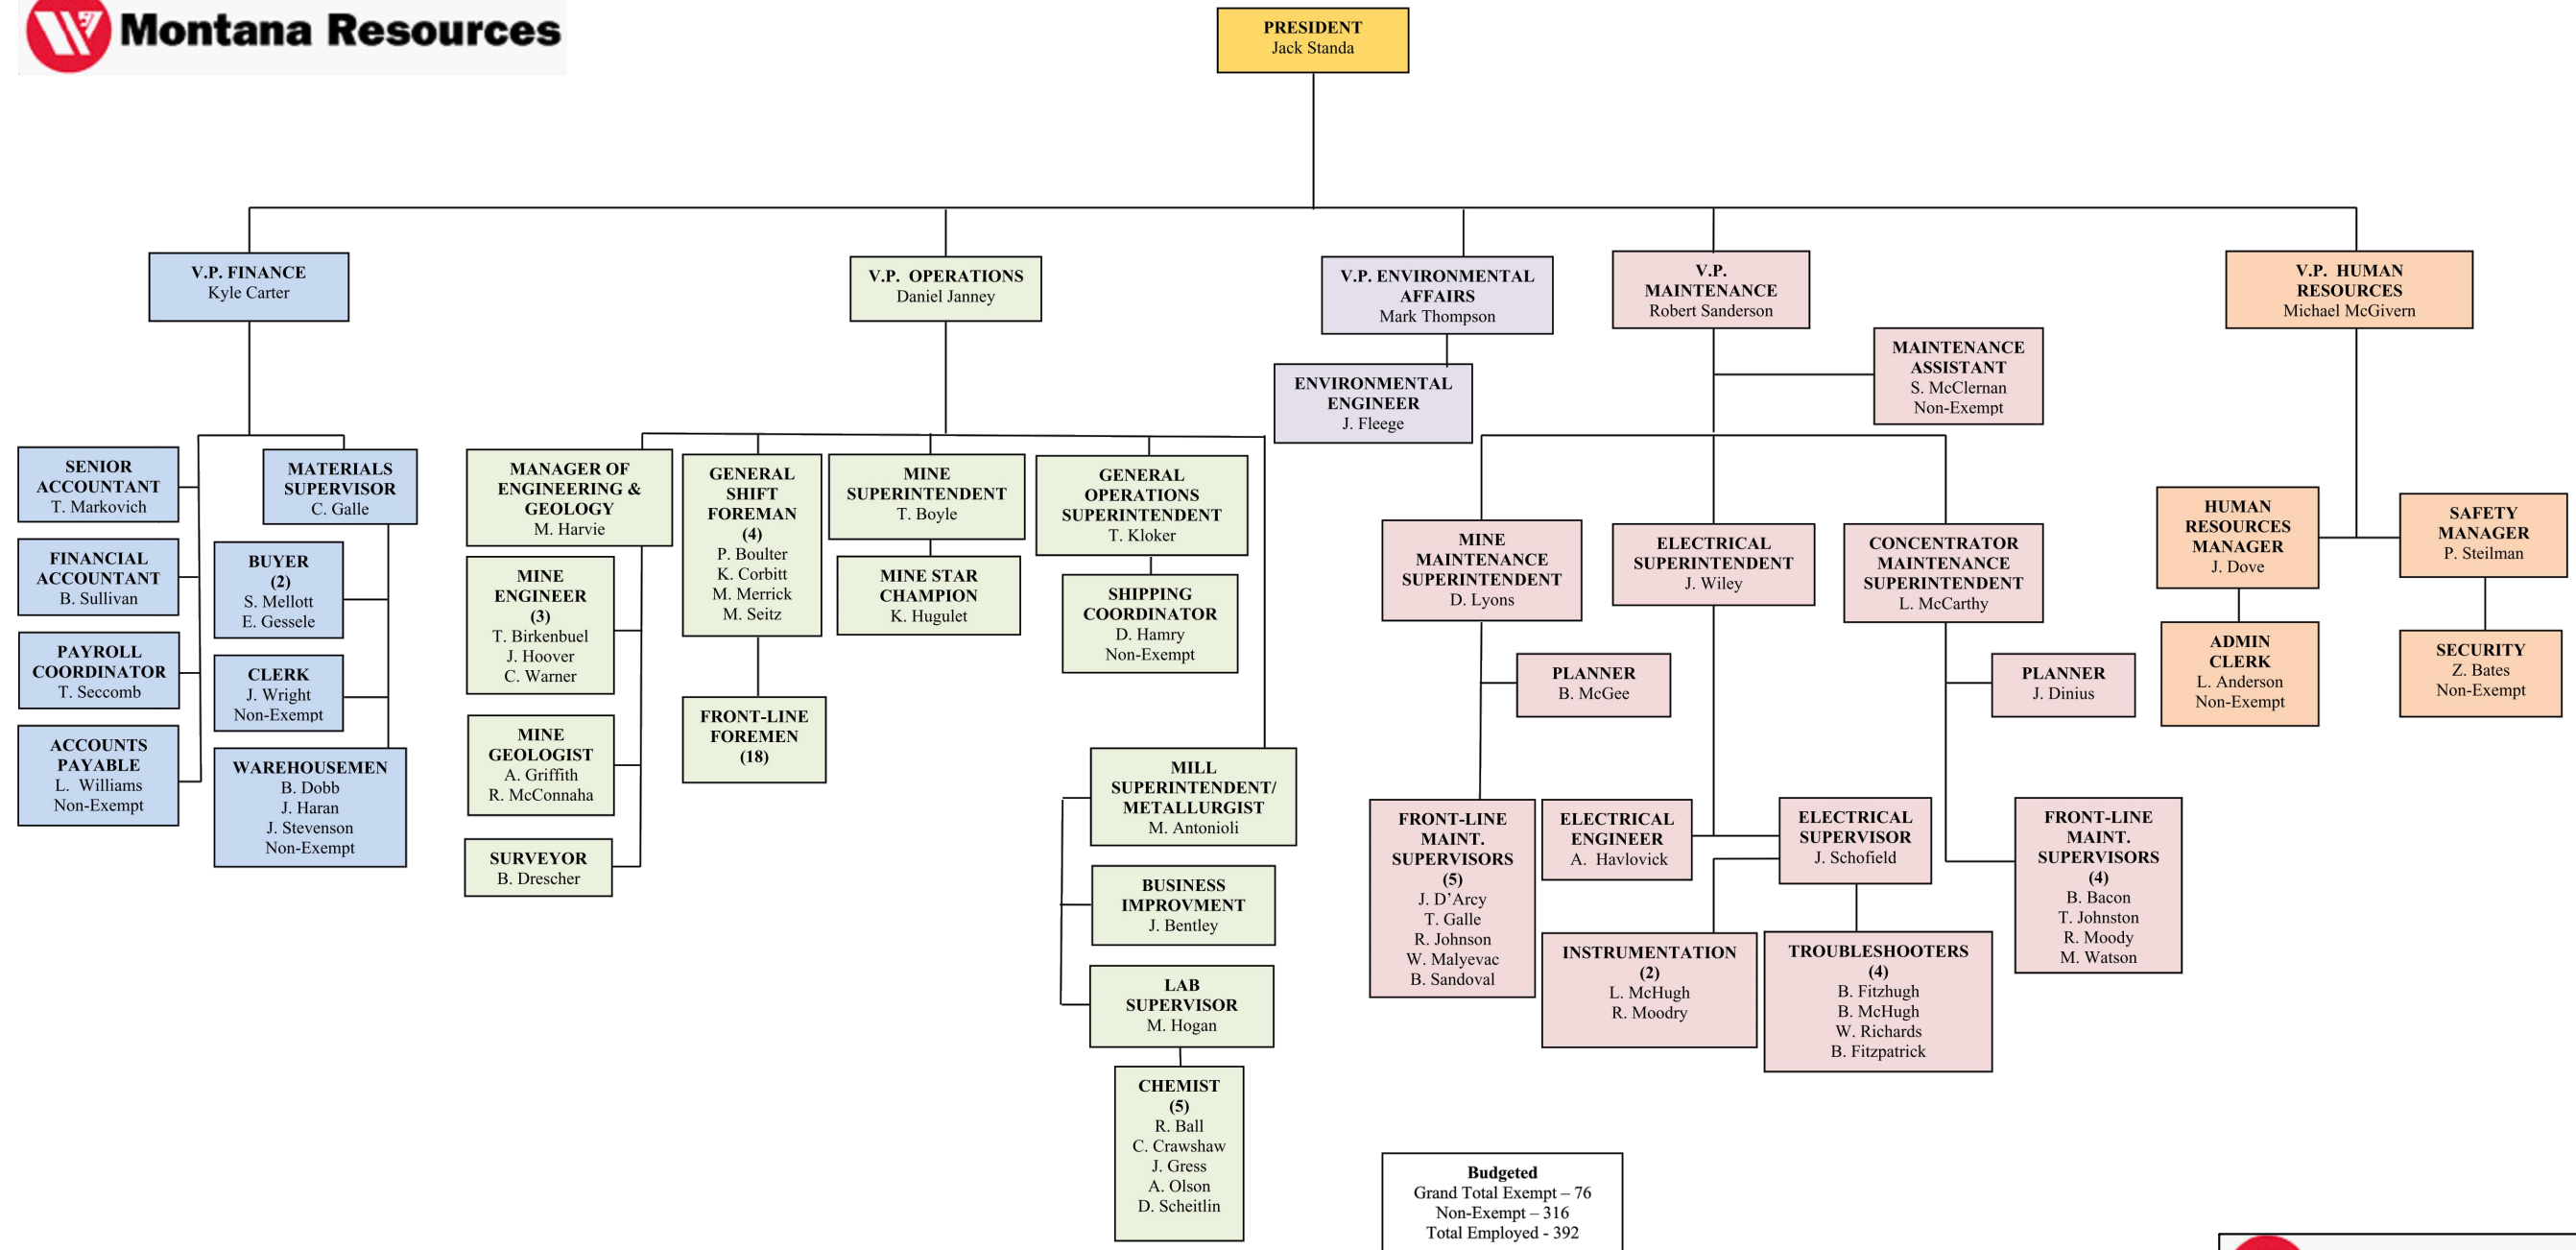 Montana Resources
PRESIDENT
Jack Standa
V.P. FINANCE
Kyle Carter
V.P. OPERATIONS
Daniel Janney
V.P. ENVIRONMENTAL
AFFAIRS
Mark Thompson
V.P.
MAINTENANCE
Robert Sanderson
V.P. HUMAN
RESOURCES
Michael McGivern
MAINTENANCE
ASSISTANT
S. McClernan
Non-Exempt
ENVIRONMENTAL
ENGINEER
J. Fleege
SENIOR
ACCOUNTANT
T. Markovich
FINANCIAL
ACCOUNTANT
B. Sullivan
PAYROLL
COORDINATOR
T. Seccomb
ACCOUNTS
PAYABLE
L. Williams
Non-Exempt
MATERIALS
SUPERVISOR
C. Galle
BUYER
(2)
S. Mellott
E. Gessele
CLERK
J. Wright
Non-Exempt
WAREHOUSEMEN
B. Dobb
J. Haran
J. Stevenson
Non-Exempt
MANAGER OF
ENGINEERING &
GEOLOGY
M. Harvie
MINE
ENGINEER
(3)
T. Birkenbuel
J. Hoover
C. Warner
MINE
GEOLOGIST
A. Griffith
R. McConnaha
SURVEYOR
B. Drescher
GENERAL
SHIFT
FOREMAN
(4)
P. Boulter
K. Corbitt
M. Merrick
M. Seitz
FRONT-LINE
FOREMEN
(18)
MINE
SUPERINTENDENT
T. Boyle
MINE STAR
CHAMPION
K. Hugulet
GENERAL
OPERATIONS
SUPERINTENDENT
T. Kloker
SHIPPING
COORDINATOR
D. Hamry
Non-Exempt
MILL
SUPERINTENDENT/
METALLURGIST
M. Antonioli
BUSINESS
IMPROVMENT
J. Bentley
LAB
SUPERVISOR
M. Hogan
CHEMIST
(5)
R. Ball
C. Crawshaw
J. Gress
A. Olson
D. Scheitlin
MINE
MAINTENANCE
SUPERINTENDENT
D. Lyons
PLANNER
B. McGee
FRONT-LINE
MAINT.
SUPERVISORS
(5)
J. D’Arcy
T. Galle
R. Johnson
W. Malyevac
B. Sandoval
ELECTRICAL
SUPERINTENDENT
J. Wiley
ELECTRICAL
ENGINEER
A. Havlovick
ELECTRICAL
SUPERVISOR
J. Schofield
INSTRUMENTATION
(2)
L. McHugh
R. Moodry
TROUBLESHOOTERS
(4)
B. Fitzhugh
B. McHugh
W. Richards
B. Fitzpatrick
CONCENTRATOR
MAINTENANCE
SUPERINTENDENT
L. McCarthy
PLANNER
J. Dinius
FRONT-LINE
MAINT.
SUPERVISORS
(4)
B. Bacon
T. Johnston
R. Moody
M. Watson
HUMAN
RESOURCES
MANAGER
J. Dove
ADMIN
CLERK
L. Anderson
Non-Exempt
SAFETY
MANAGER
P. Steilman
SECURITY
Z. Bates
Non-Exempt
Budgeted
Grand Total Exempt – 76
Non-Exempt – 316
Total Employed - 392